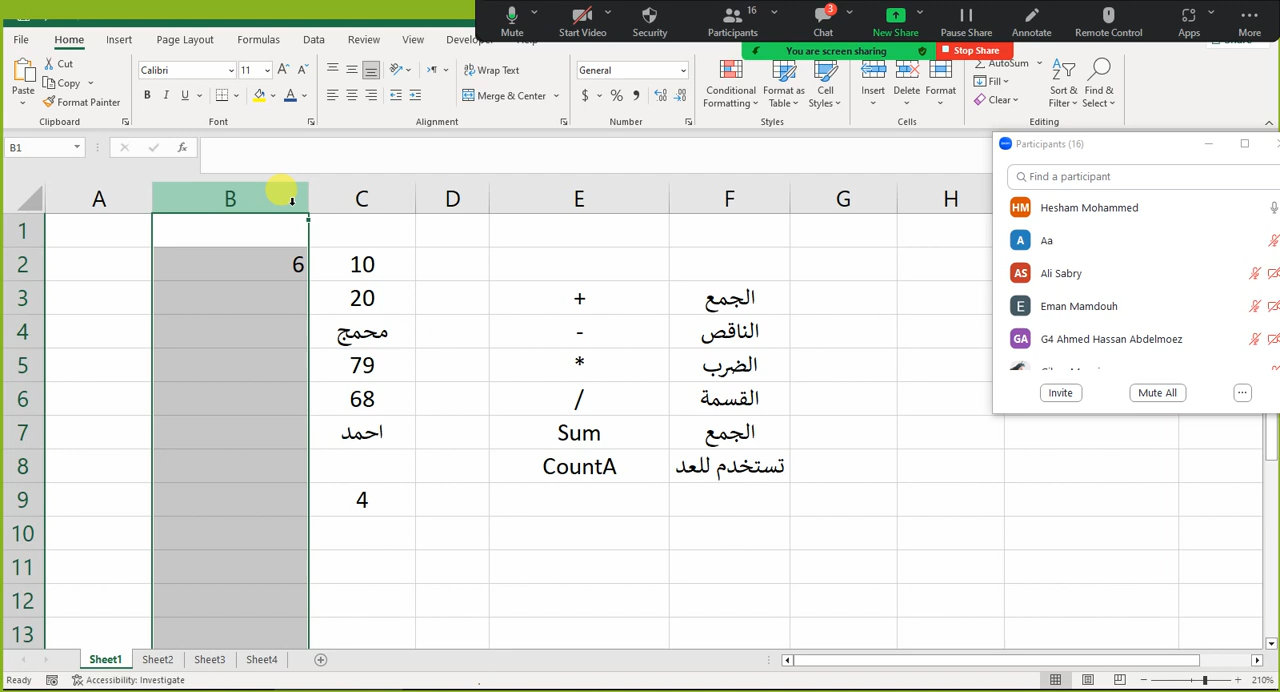 Mute
Start Video
Security
16
Participants
3
Chat
New Share
Pause Share
Annotate
Remote Control
Apps
More
You are screen sharing
Stop Share
File
Home
Insert
Page Layout
Formulas
Data
Review
View
Paste
Cut
Copy
Format Painter
Clipboard
Calibri
11
B I U
Font
Wrap Text
Merge & Center
Alignment
General
$ % ,
Number
Conditional Formatting
Format as Table
Cell Styles
Styles
Insert
Delete
Format
Cells
AutoSum
Fill
Clear
Sort & Filter
Find & Select
Editing
B1
fx
A B C D E F G H
1
2 6 10
3 20 + الجمع
4 محمج - الناقص
5 79 * الضرب
6 68 / القسمة
7 احمد Sum الجمع
8 CountA تستخدم للعد
9 4
10
11
12
13
Participants (16)
Find a participant
HM Hesham Mohammed
A Aa
AS Ali Sabry
E Eman Mamdouh
GA G4 Ahmed Hassan Abdelmoez
Invite
Mute All
...
Sheet1
Sheet2
Sheet3
Sheet4
Ready
Accessibility: Investigate
210%